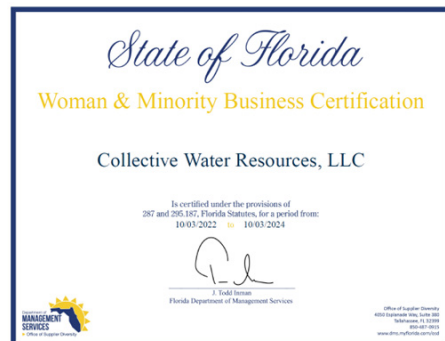 State of Florida
Woman & Minority Business Certification
Collective Water Resources, LLC
Is certified under the provisions of
287 and 295.187, Florida Statutes, for a period from:
10/03/2022 to 10/03/2024
J. Todd Inman
Florida Department of Management Services
Department of
MANAGEMENT
SERVICES
Office of Supplier Diversity
Office of Supplier Diversity
4050 Esplanade Way, Suite 380
Tallahassee, FL 32399
850-487-0915
www.dms.myflorida.com/osd